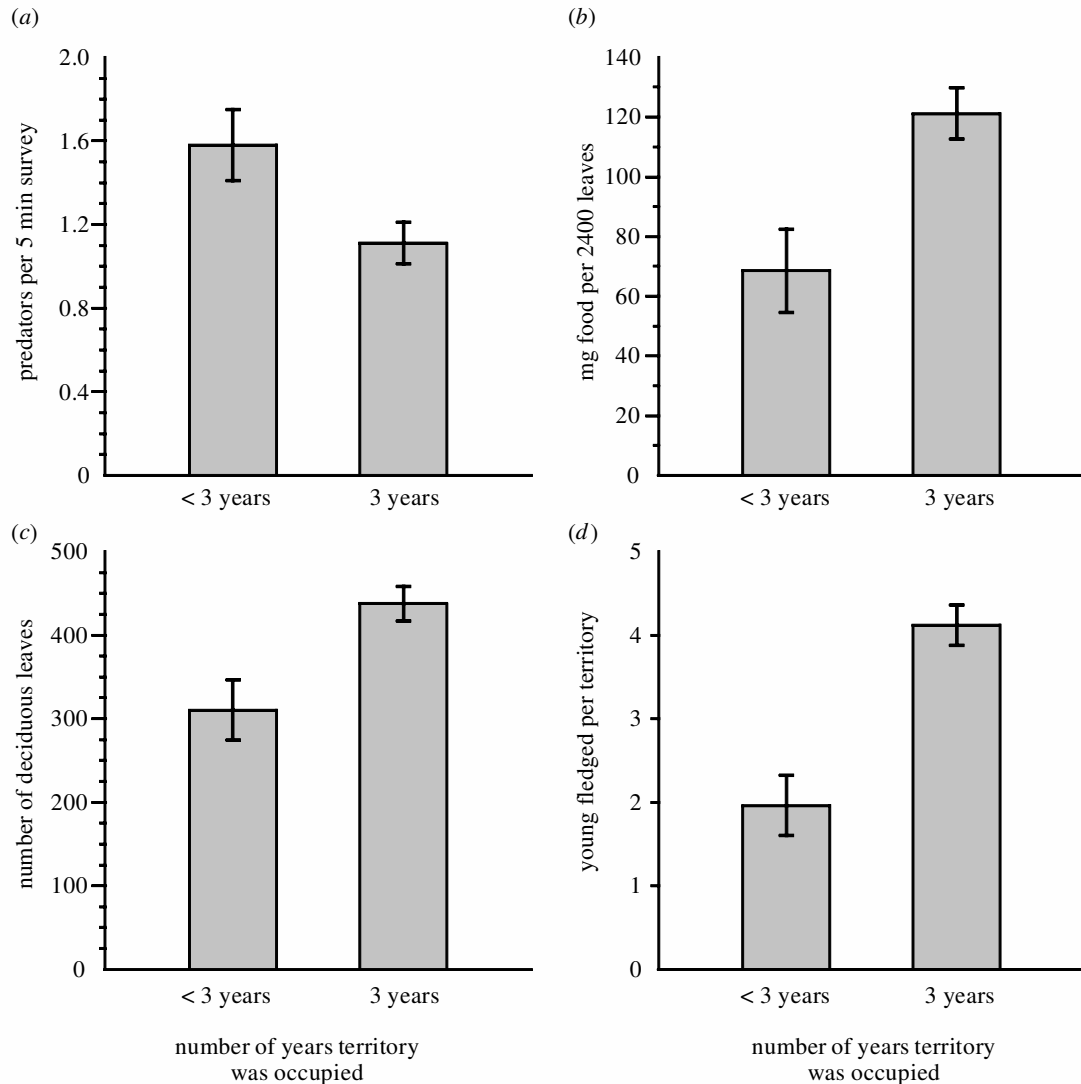 (a)
predators per 5 min survey
2.0
1.6
1.2
0.8
0.4
0
< 3 years 3 years
(b)
mg food per 2400 leaves
140
120
100
80
60
40
20
0
< 3 years 3 years
(c)
number of deciduous leaves
500
400
300
200
100
0
< 3 years 3 years
number of years territory
was occupied
(d)
young fledged per territory
5
4
3
2
1
0
< 3 years 3 years
number of years territory
was occupied